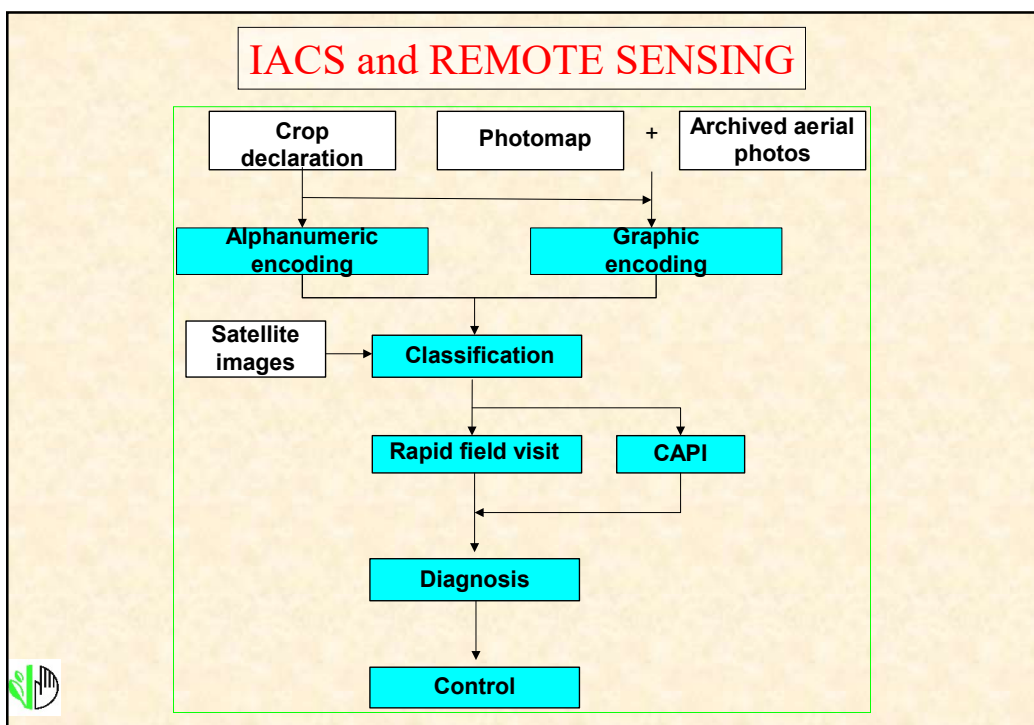 IACS and REMOTE SENSING
Crop
declaration
Photomap
+
Archived aerial
photos
Alphanumeric
encoding
Graphic
encoding
Satellite
images
Classification
Rapid field visit
CAPI
Diagnosis
Control